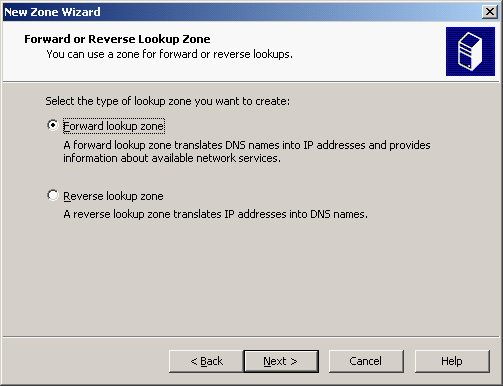 New Zone Wizard
Forward or Reverse Lookup Zone
You can use a zone for forward or reverse lookups.
Select the type of lookup zone you want to create:
Forward lookup zone
A forward lookup zone translates DNS names into IP addresses and provides
information about available network services.
Reverse lookup zone
A reverse lookup zone translates IP addresses into DNS names.
< Back Next > Cancel Help